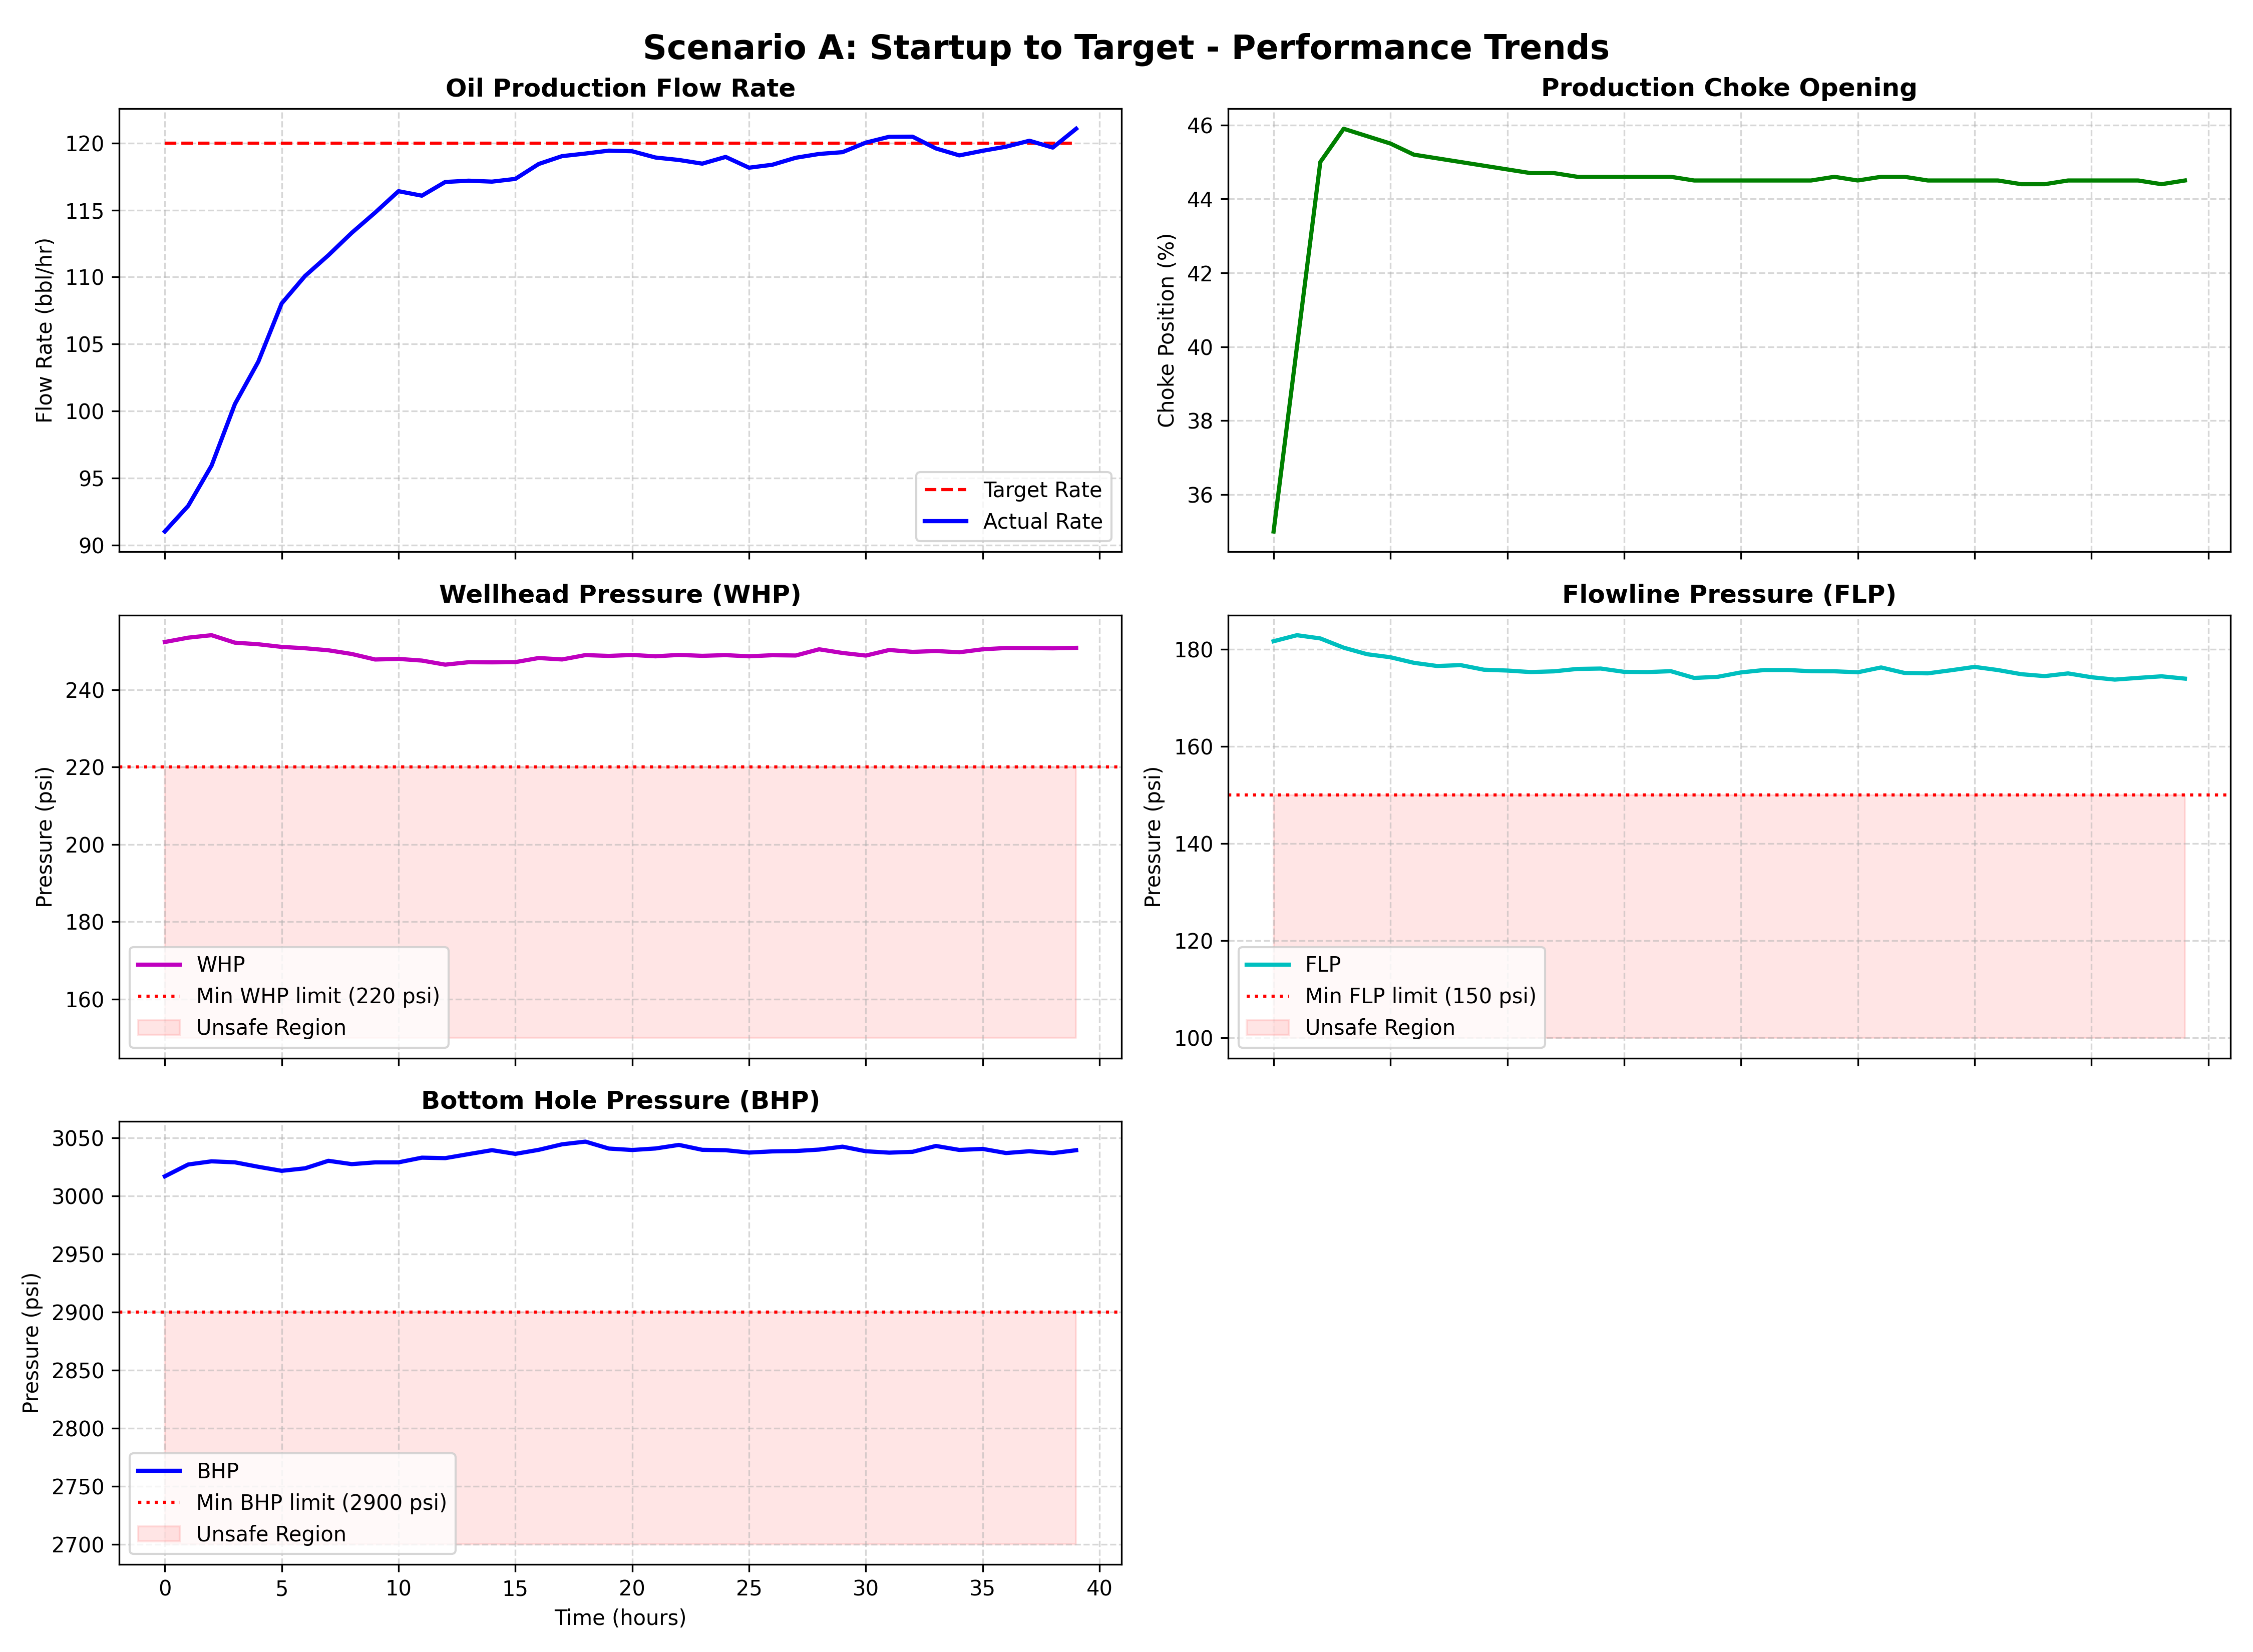 Scenario A: Startup to Target - Performance Trends
Oil Production Flow Rate
Flow Rate (bbl/hr)
120
115
110
105
100
95
90
Target Rate
Actual Rate
Production Choke Opening
Choke Position (%)
46
44
42
40
38
36
Wellhead Pressure (WHP)
Pressure (psi)
240
220
200
180
160
WHP
Min WHP limit (220 psi)
Unsafe Region
Flowline Pressure (FLP)
Pressure (psi)
180
160
140
120
100
FLP
Min FLP limit (150 psi)
Unsafe Region
Bottom Hole Pressure (BHP)
Pressure (psi)
3050
3000
2950
2900
2850
2800
2750
2700
BHP
Min BHP limit (2900 psi)
Unsafe Region
0 5 10 15 20 25 30 35 40
Time (hours)